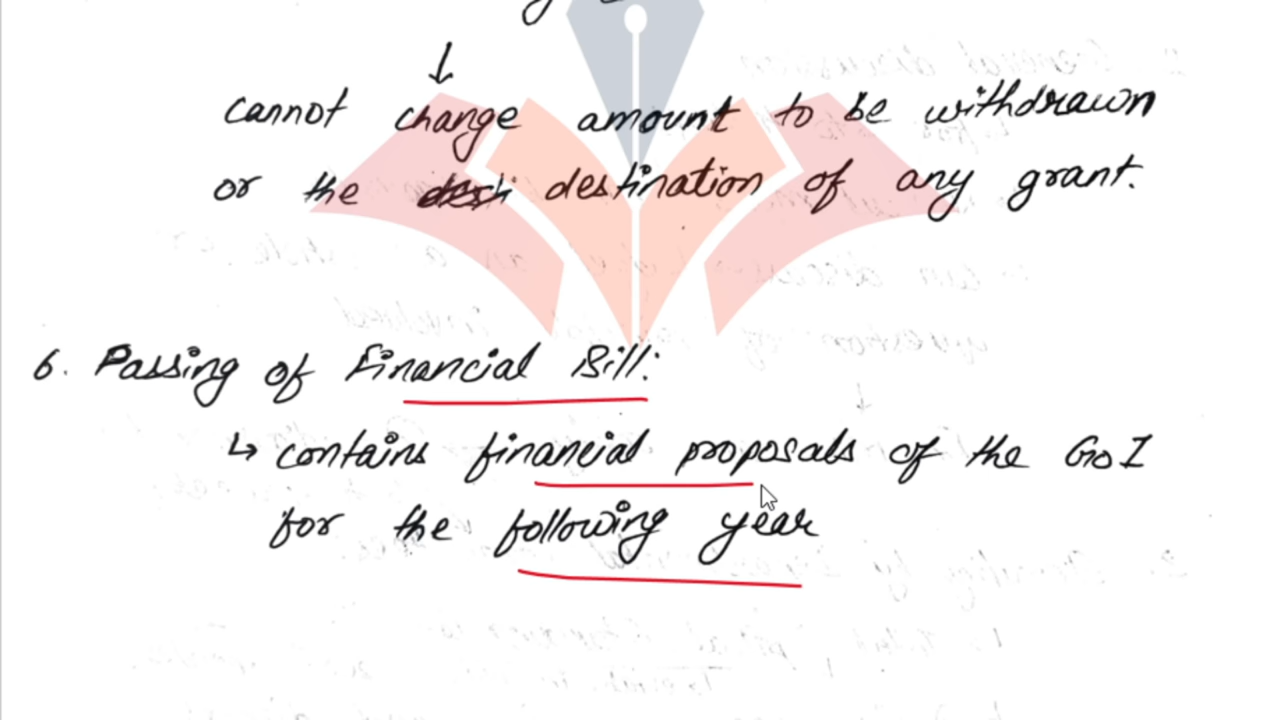 ↓
cannot change amount to be withdrawn
or the destination of any grant.
6. Passing of Financial Bill:
↳ contains financial proposals of the GoI
for the following year